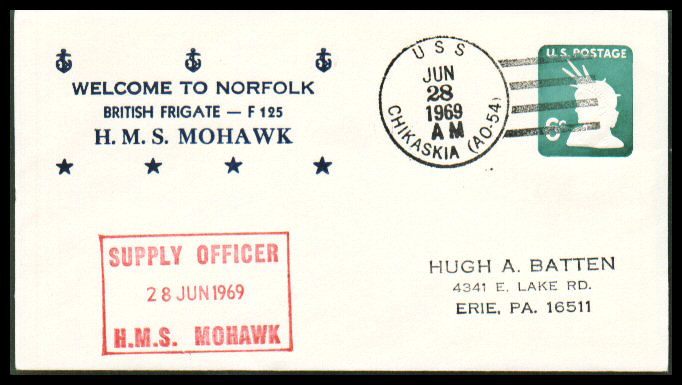 WELCOME TO NORFOLK
BRITISH FRIGATE — F 125
H. M. S. MOHAWK
USS
JUN
28
1969
AM
CHIKASKIA (AO-54)
U.S. POSTAGE
6c
SUPPLY OFFICER
28 JUN 1969
H.M.S. MOHAWK
HUGH A. BATTEN
4341 E. LAKE RD.
ERIE, PA. 16511